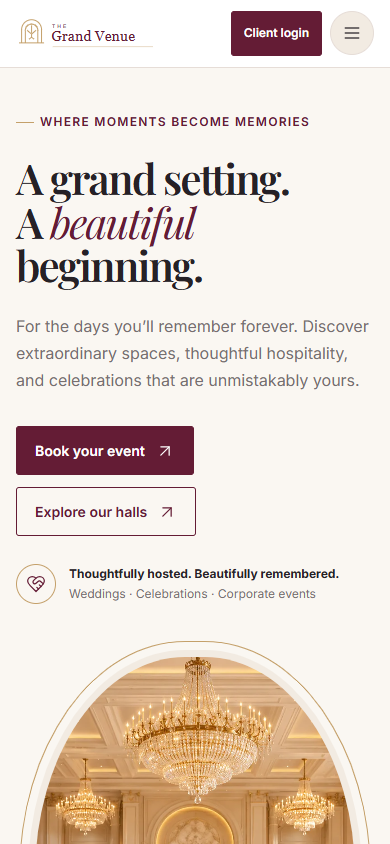 THE
Grand Venue
Client login
WHERE MOMENTS BECOME MEMORIES
A grand setting.
A beautiful
beginning.
For the days you’ll remember forever. Discover
extraordinary spaces, thoughtful hospitality,
and celebrations that are unmistakably yours.
Book your event
Explore our halls
Thoughtfully hosted. Beautifully remembered.
Weddings · Celebrations · Corporate events